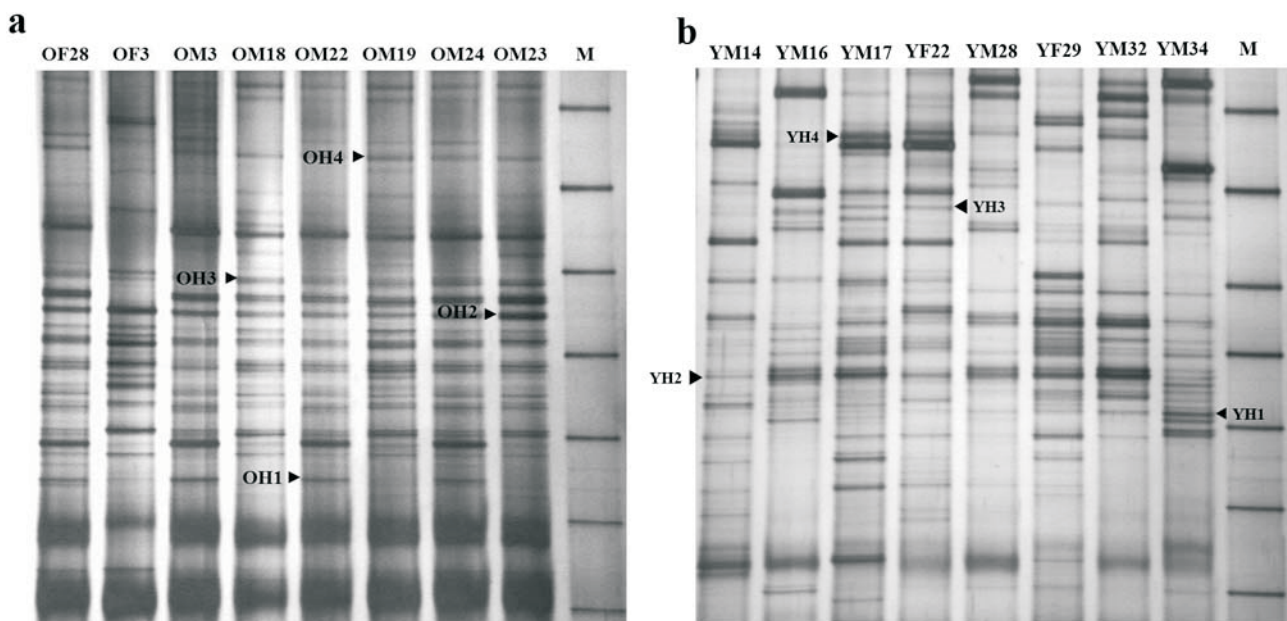 a
OF28 OF3 OM3 OM18 OM22 OM19 OM24 OM23 M
OH4
OH3
OH2
OH1
b
YM14 YM16 YM17 YF22 YM28 YF29 YM32 YM34 M
YH4
YH3
YH2
YH1